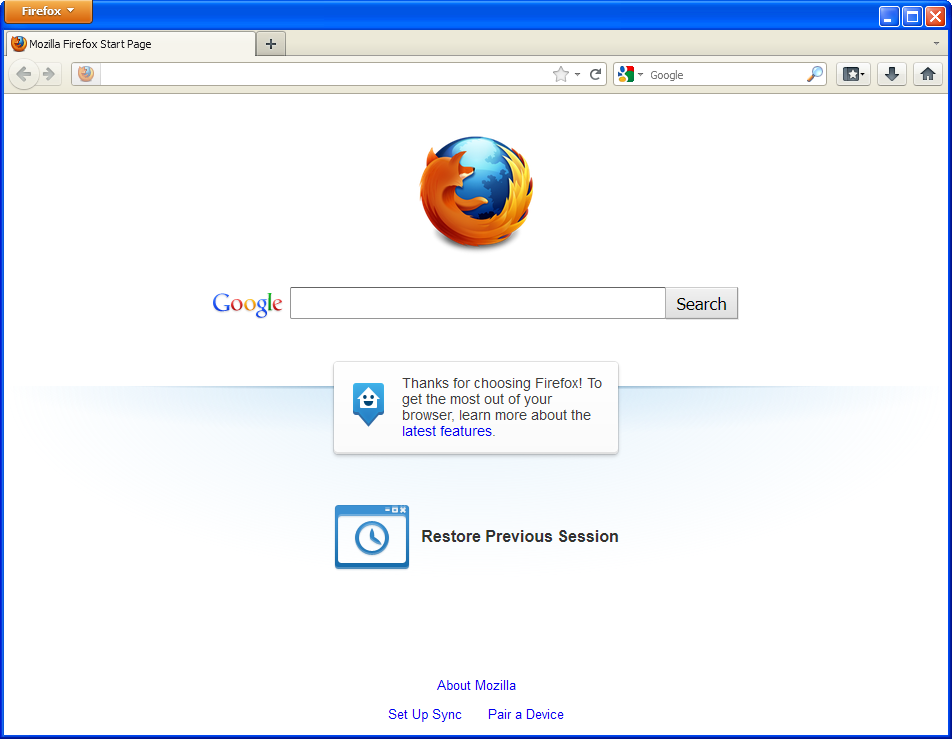 Firefox
Mozilla Firefox Start Page
Google
Google Search
Thanks for choosing Firefox! To
get the most out of your
browser, learn more about the
latest features.
Restore Previous Session
About Mozilla
Set Up Sync Pair a Device